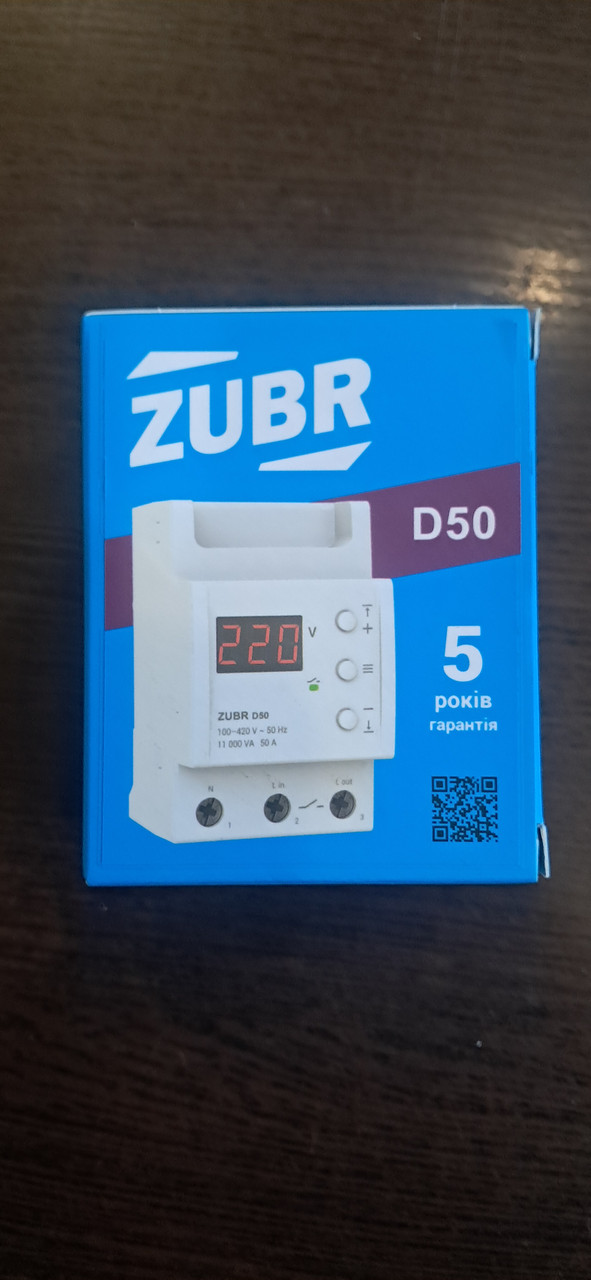 ZUBR
D50
220 V
+
ZUBR D50
100–420 V ~ 50 Hz
11 000 VA 50 A
N L in L out
1 2 3
5
років
гарантія